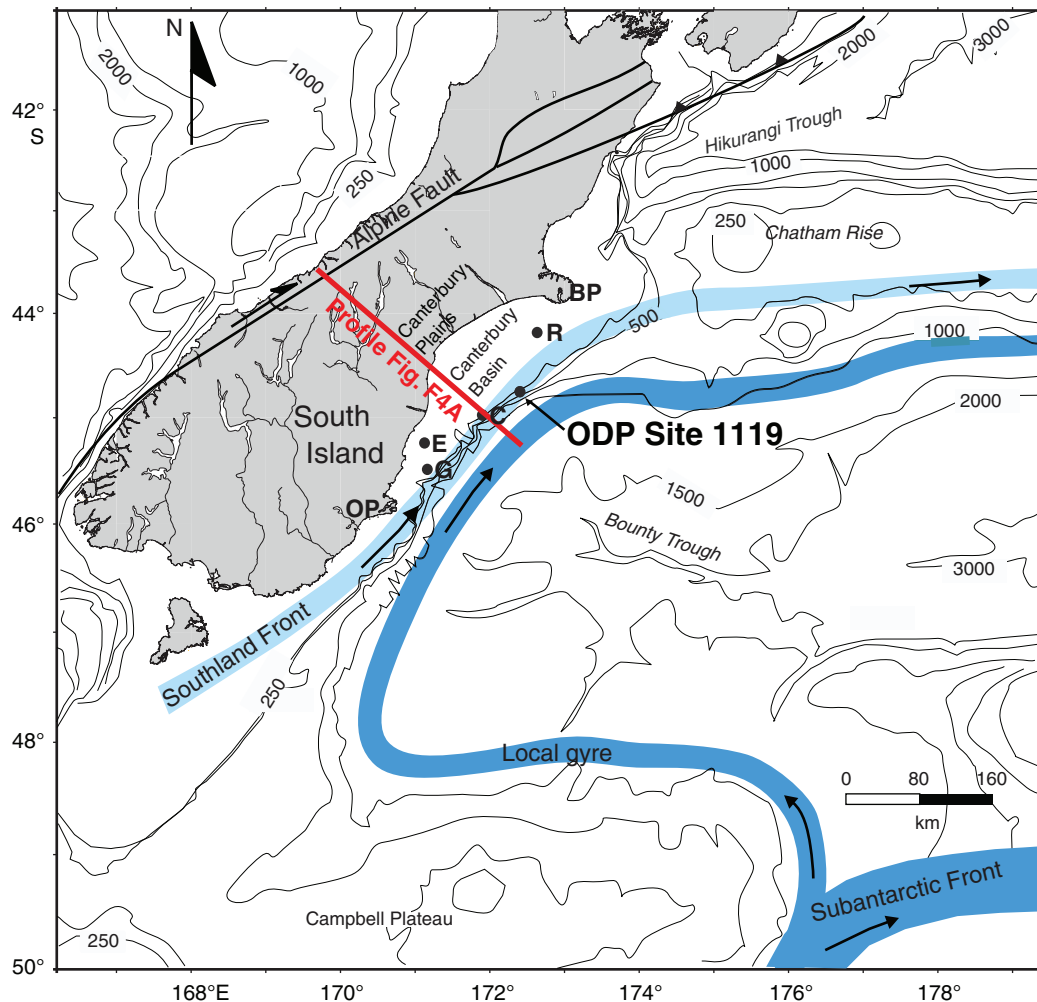 N
2000
1000
2000
3000
42°
S
Hikurangi Trough
250
1000
Alpine Fault
250
Chatham Rise
BP
44°
Canterbury
Plains
Profile Fig. F4A
R
500
1000
Canterbury
Basin
2000
C
ODP Site 1119
South
Island
E
G
1500
OP
46°
Bounty Trough
3000
Southland Front
250
48°
Local gyre
0
80
160
km
Subantarctic Front
Campbell Plateau
250
50°
168°E
170°
172°
174°
176°
178°